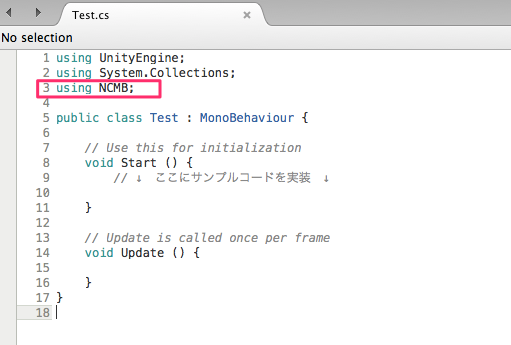 Test.cs
No selection
1 using UnityEngine;
2 using System.Collections;
3 using NCMB;
4
5 public class Test : MonoBehaviour {
6
7     // Use this for initialization
8     void Start () {
9         // ↓ ここにサンプルコードを実装 ↓
10
11     }
12
13     // Update is called once per frame
14     void Update () {
15
16     }
17 }
18